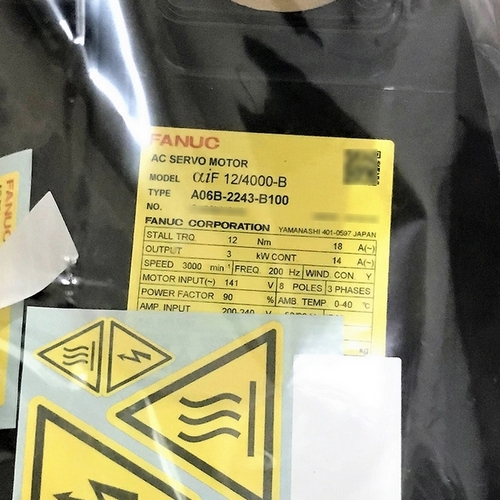 FANUC
AC SERVO MOTOR
MODEL αiF 12/4000-B
TYPE A06B-2243-B100
NO.
FANUC CORPORATION YAMANASHI 401-0597 JAPAN
STALL TRQ. 12 Nm 18 A(~)
OUTPUT 3 kW CONT. 14 A(~)
SPEED 3000 min⁻¹ FREQ. 200 Hz WIND CON. Y
MOTOR INPUT(~) 141 V 8 POLES 3 PHASES
POWER FACTOR 90 % AMB. TEMP. 0-40 ℃
AMP. INPUT 200-240 V
FANUC